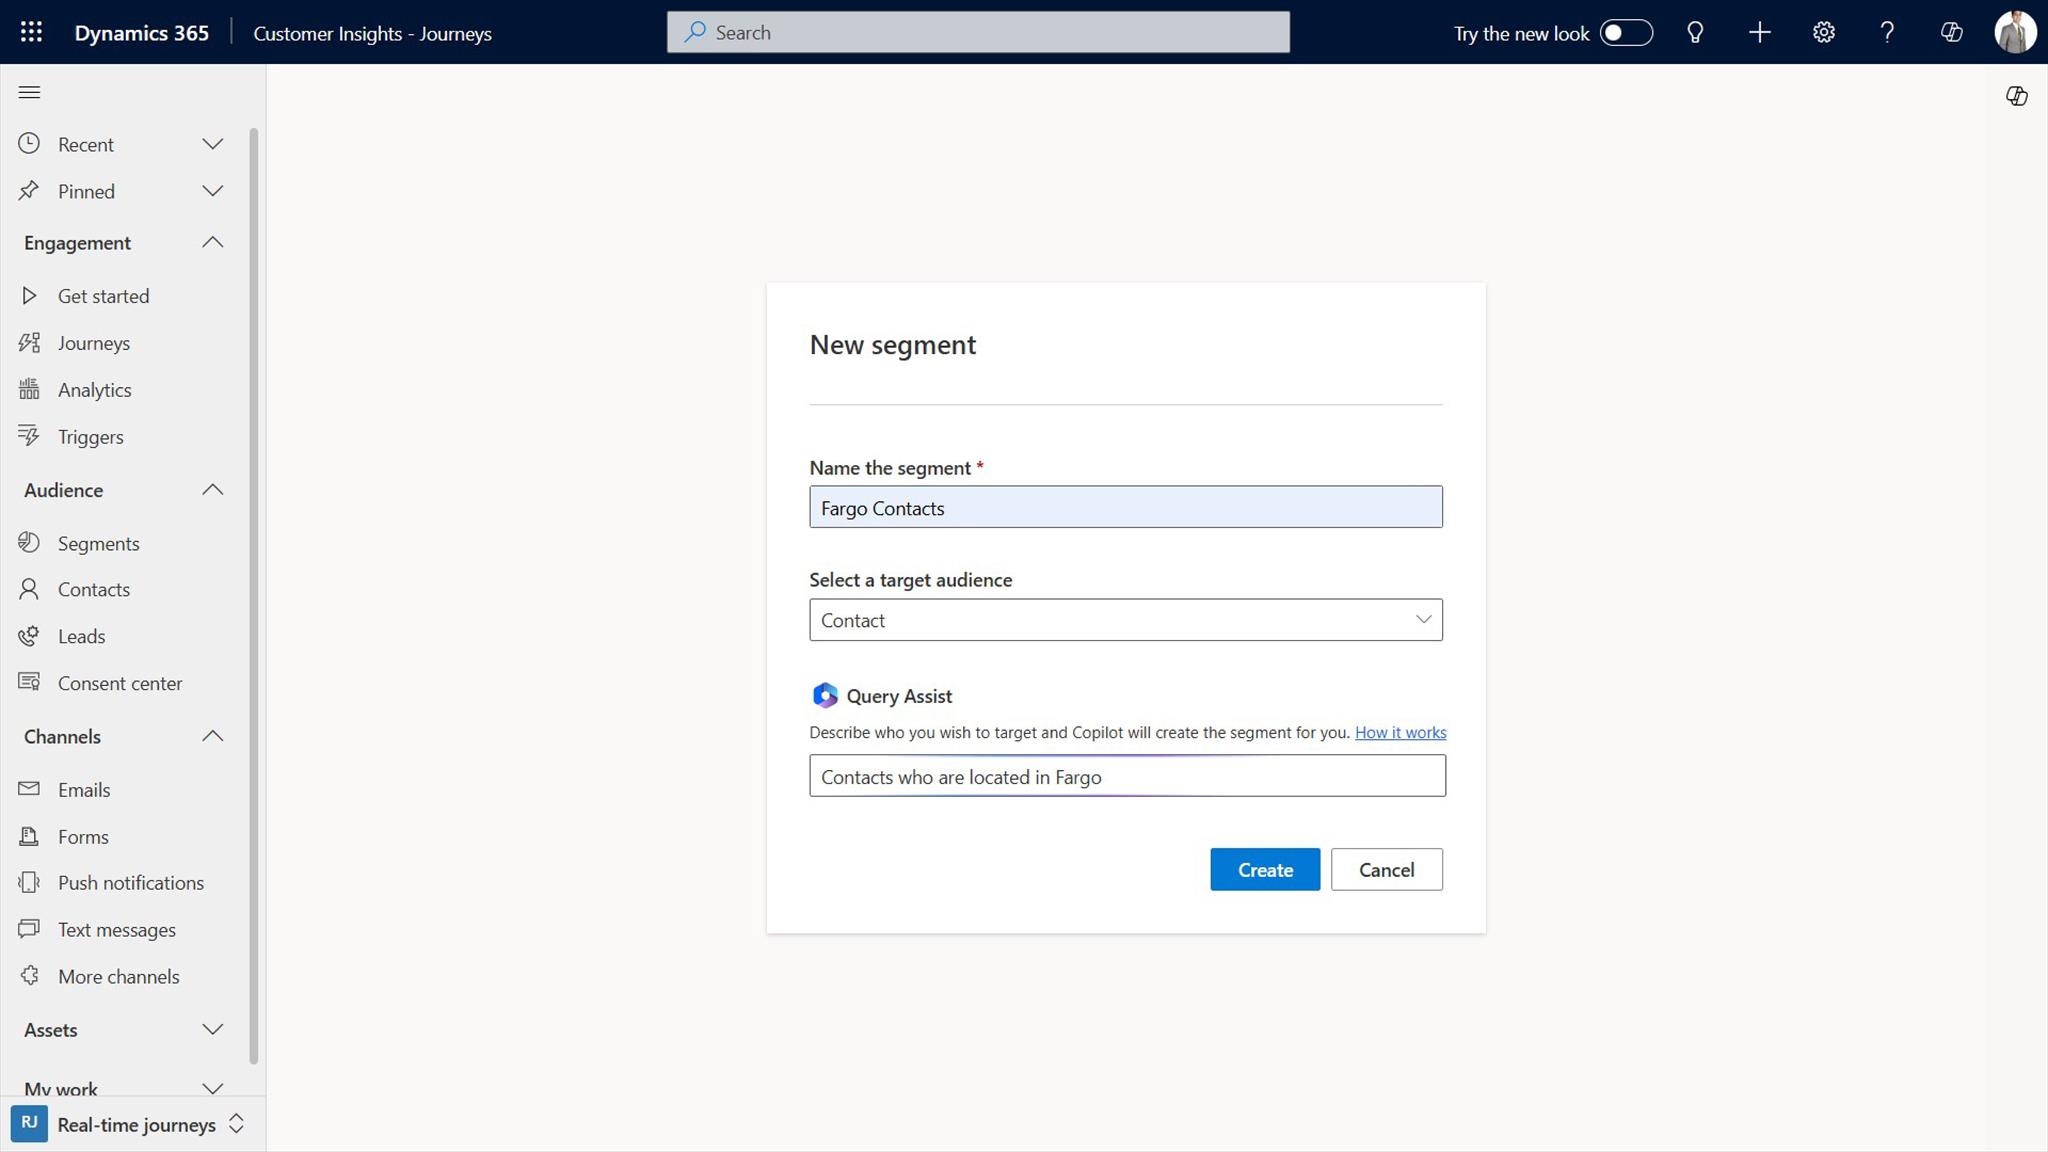 Dynamics 365
Customer Insights - Journeys
Search
Try the new look
Recent
Pinned
Engagement
Get started
Journeys
Analytics
Triggers
Audience
Segments
Contacts
Leads
Consent center
Channels
Emails
Forms
Push notifications
Text messages
More channels
Assets
My work
RJ Real-time journeys
New segment
Name the segment *
Fargo Contacts
Select a target audience
Contact
Query Assist
Describe who you wish to target and Copilot will create the segment for you. How it works
Contacts who are located in Fargo
Create
Cancel